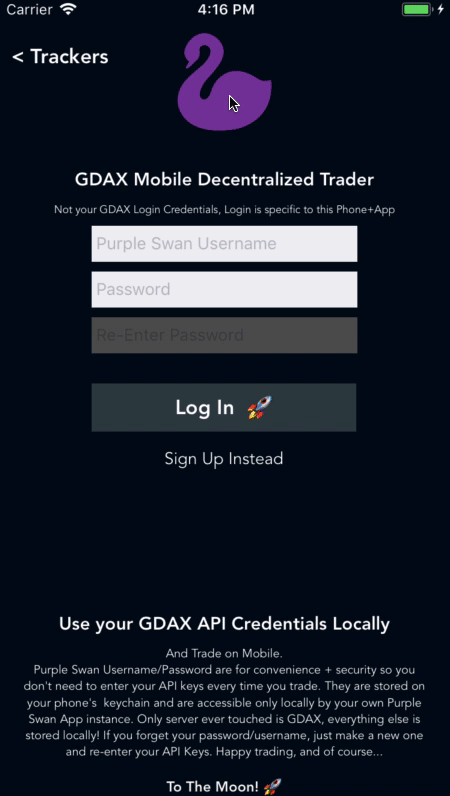 Carrier 4:16 PM
< Trackers
GDAX Mobile Decentralized Trader
Not your GDAX Login Credentials, Login is specific to this Phone+App
Purple Swan Username
Password
Re-Enter Password
Log In 🚀
Sign Up Instead
Use your GDAX API Credentials Locally
And Trade on Mobile.
Purple Swan Username/Password are for convenience + security so you
don't need to enter your API keys every time you trade. They are stored on
your phone's  keychain and are accessible only locally by your own Purple
Swan App instance. Only server ever touched is GDAX, everything else is
stored locally! If you forget your password/username, just make a new one
and re-enter your API Keys. Happy trading, and of course...
To The Moon! 🚀